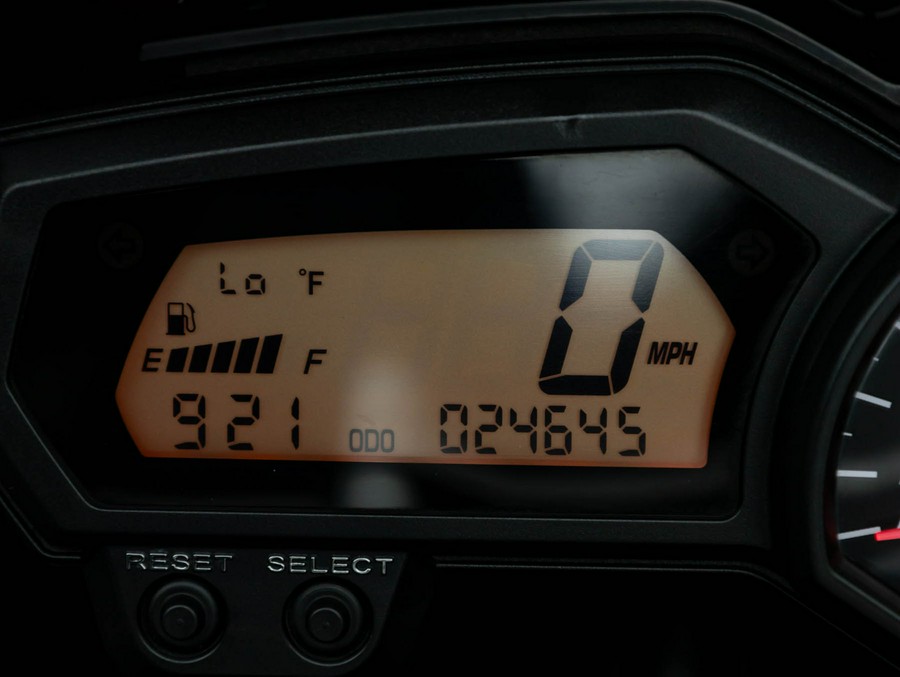 Lo °F
0 MPH
E F
921 ODO 024645
RESET SELECT